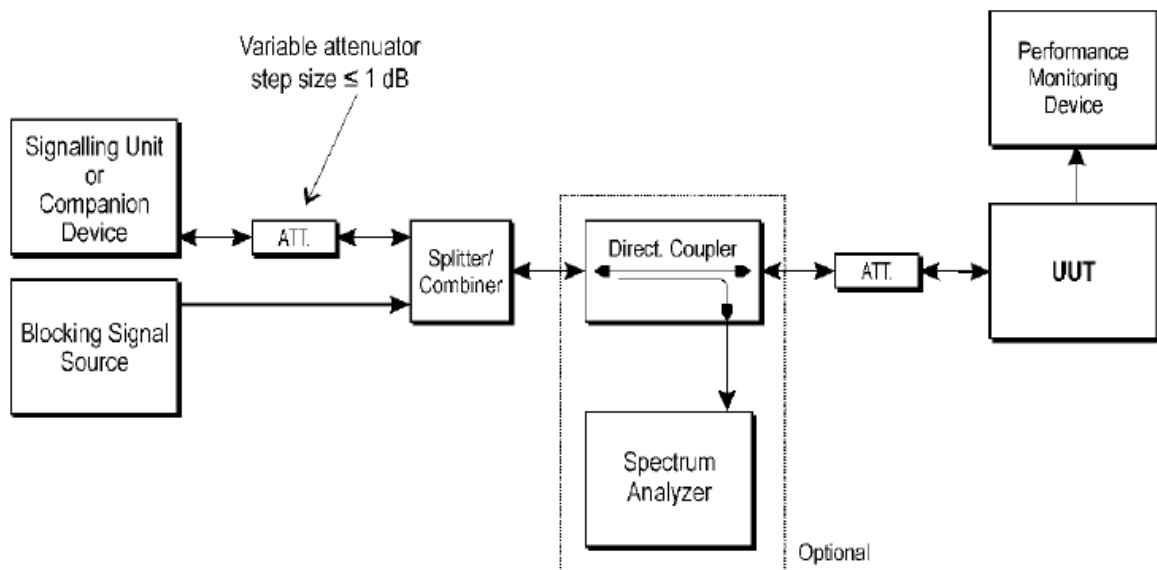 Variable attenuator
step size ≤ 1 dB
Performance
Monitoring
Device
Signalling Unit
or
Companion
Device
ATT.
Splitter/
Combiner
Direct. Coupler
ATT.
UUT
Blocking Signal
Source
Spectrum
Analyzer
Optional